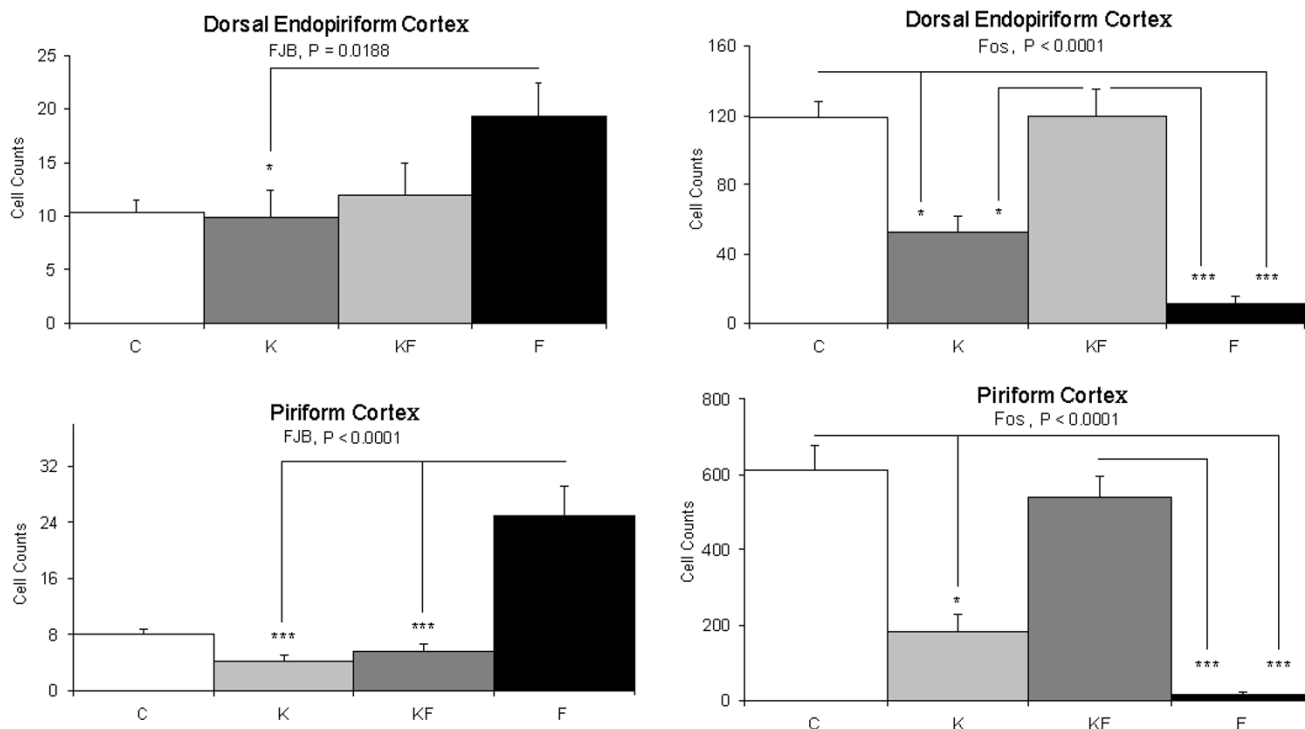 Dorsal Endopiriform Cortex
FJB, P = 0.0188
25
20
15
10
5
0
Cell Counts
*
C K KF F
Dorsal Endopiriform Cortex
Fos, P < 0.0001
160
120
80
40
0
Cell Counts
* * *** ***
C K KF F
Piriform Cortex
FJB, P < 0.0001
32
24
16
8
0
Cell Counts
*** ***
C K KF F
Piriform Cortex
Fos , P < 0.0001
800
600
400
200
0
Cell Counts
*
*** ***
C K KF F